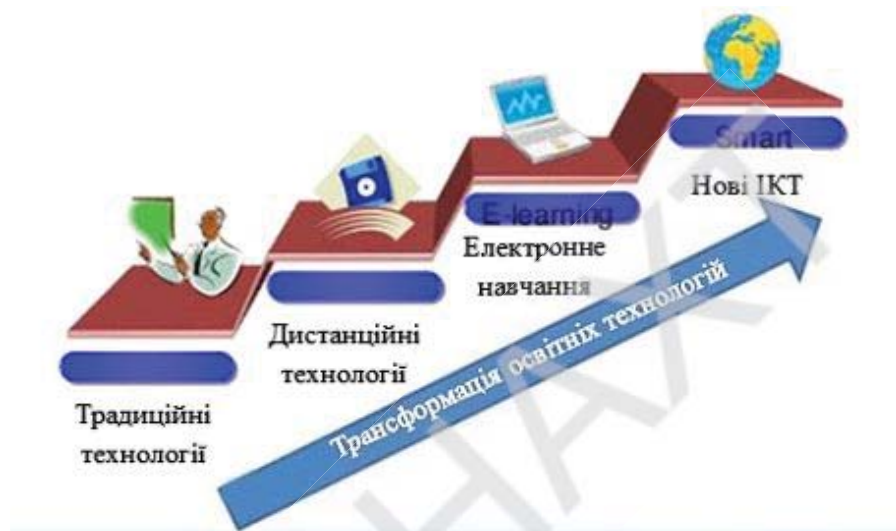 Smart
Нові ІКТ
E-learning
Електронне
навчання
Дистанційні
технології
Традиційні
технології
Трансформація освітніх технологій